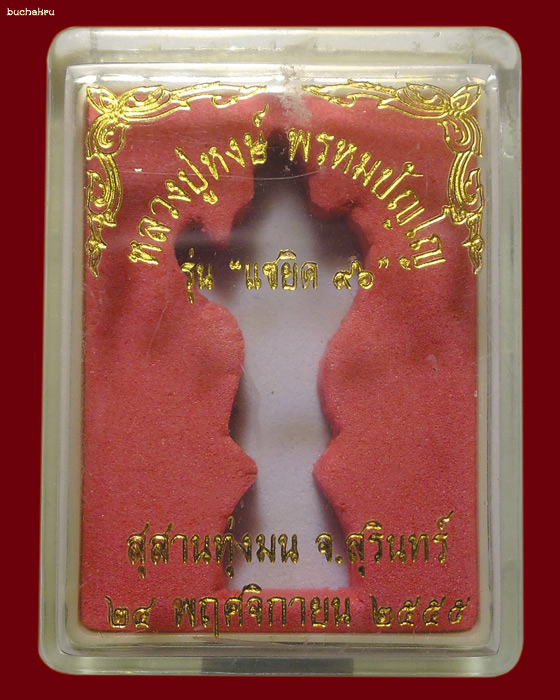 buchakru
หลวงปู่หงษ์ พรหมปัญโญ
รุ่น “แซยิด ๙๖”
สุสานทุ่งมน จ.สุรินทร์
๒๔ พฤศจิกายน ๒๕๕๕